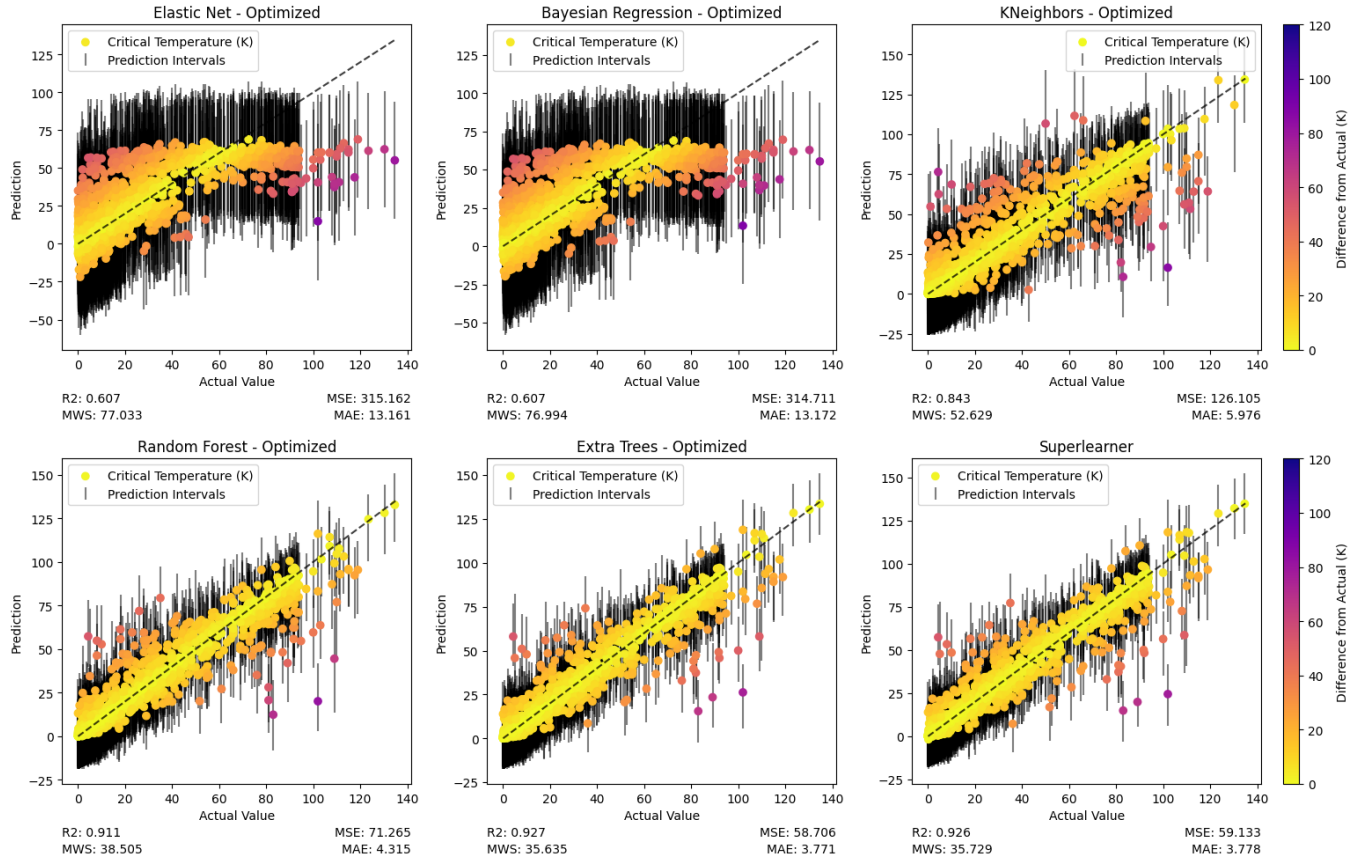 Elastic Net - Optimized
Critical Temperature (K)
Prediction Intervals
Prediction
125
100
75
50
25
0
−25
−50
0 20 40 60 80 100 120 140
Actual Value
R2: 0.607 MSE: 315.162
MWS: 77.033 MAE: 13.161
Bayesian Regression - Optimized
Critical Temperature (K)
Prediction Intervals
Prediction
125
100
75
50
25
0
−25
−50
0 20 40 60 80 100 120 140
Actual Value
R2: 0.607 MSE: 314.711
MWS: 76.994 MAE: 13.172
KNeighbors - Optimized
Critical Temperature (K)
Prediction Intervals
Prediction
150
125
100
75
50
25
0
−25
0 20 40 60 80 100 120 140
Actual Value
R2: 0.843 MSE: 126.105
MWS: 52.629 MAE: 5.976
120
100
80
60
40
20
0
Difference from Actual (K)
Random Forest - Optimized
Critical Temperature (K)
Prediction Intervals
Prediction
150
125
100
75
50
25
0
−25
0 20 40 60 80 100 120 140
Actual Value
R2: 0.911 MSE: 71.265
MWS: 38.505 MAE: 4.315
Extra Trees - Optimized
Critical Temperature (K)
Prediction Intervals
Prediction
150
125
100
75
50
25
0
−25
0 20 40 60 80 100 120 140
Actual Value
R2: 0.927 MSE: 58.706
MWS: 35.635 MAE: 3.771
Superlearner
Critical Temperature (K)
Prediction Intervals
Prediction
150
125
100
75
50
25
0
−25
0 20 40 60 80 100 120 140
Actual Value
R2: 0.926 MSE: 59.133
MWS: 35.729 MAE: 3.778
120
100
80
60
40
20
0
Difference from Actual (K)